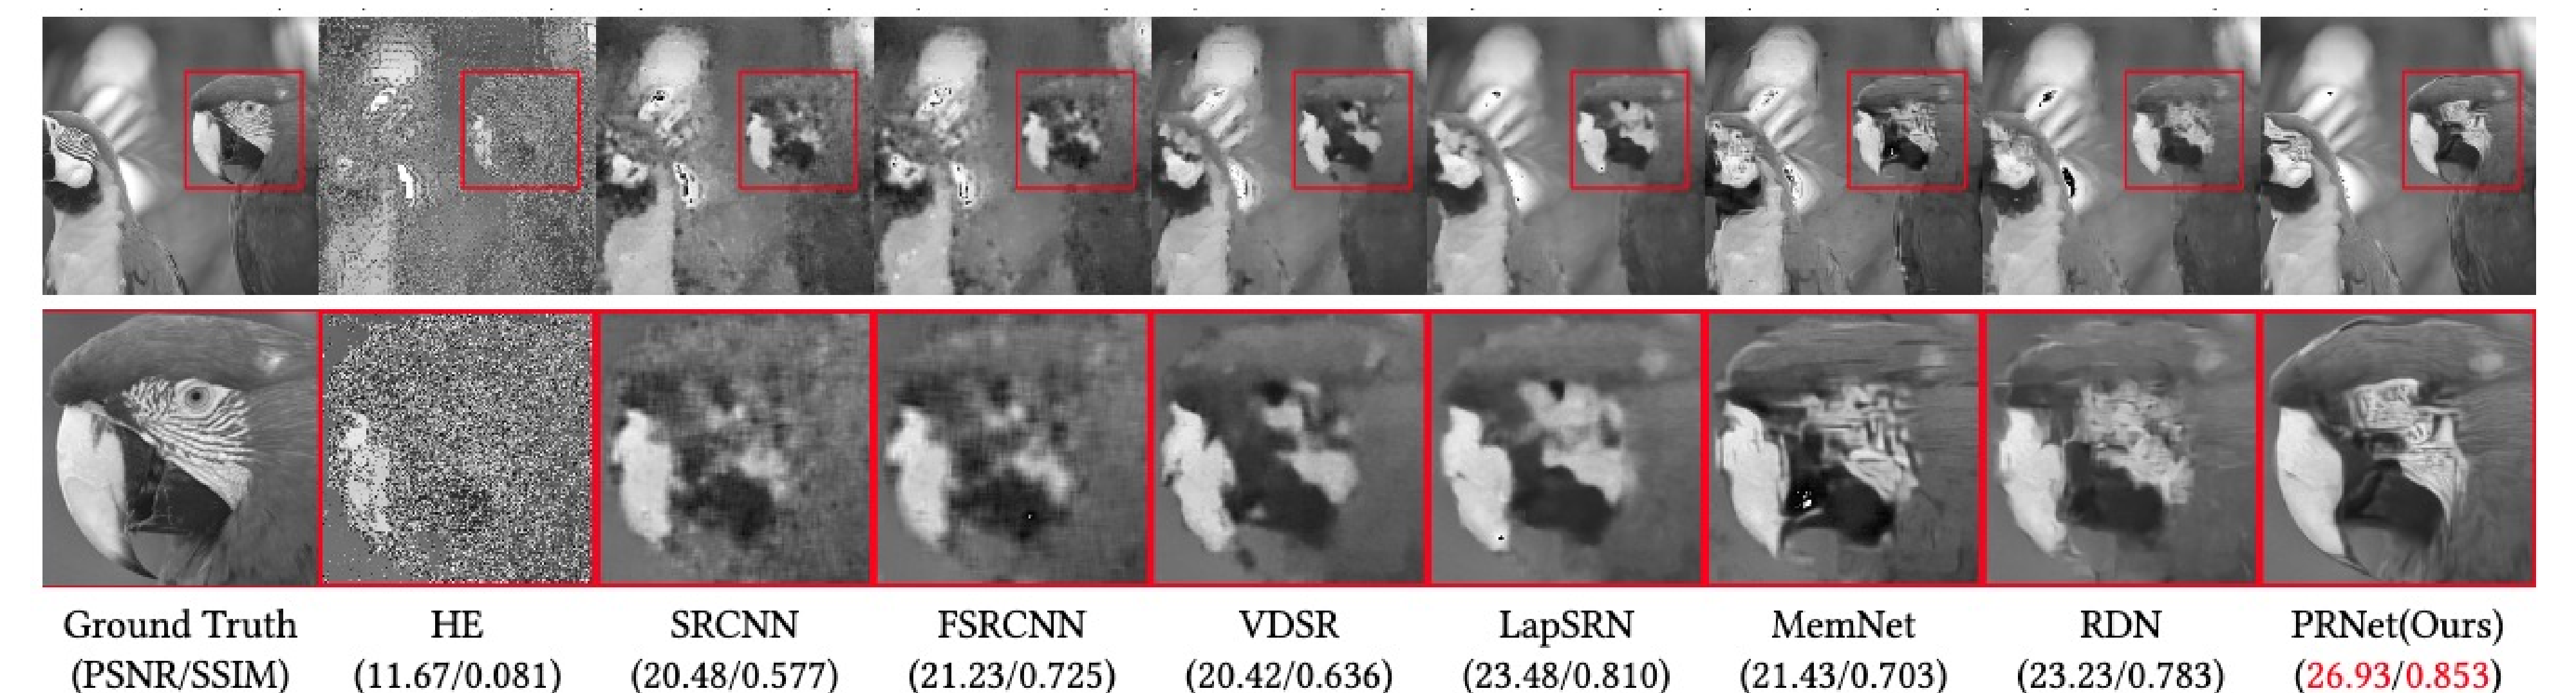 Ground Truth HE SRCNN FSRCNN VDSR LapSRN MemNet RDN PRNet(Ours)
(PSNR/SSIM) (11.67/0.081) (20.48/0.577) (21.23/0.725) (20.42/0.636) (23.48/0.810) (21.43/0.703) (23.23/0.783) (26.93/0.853)